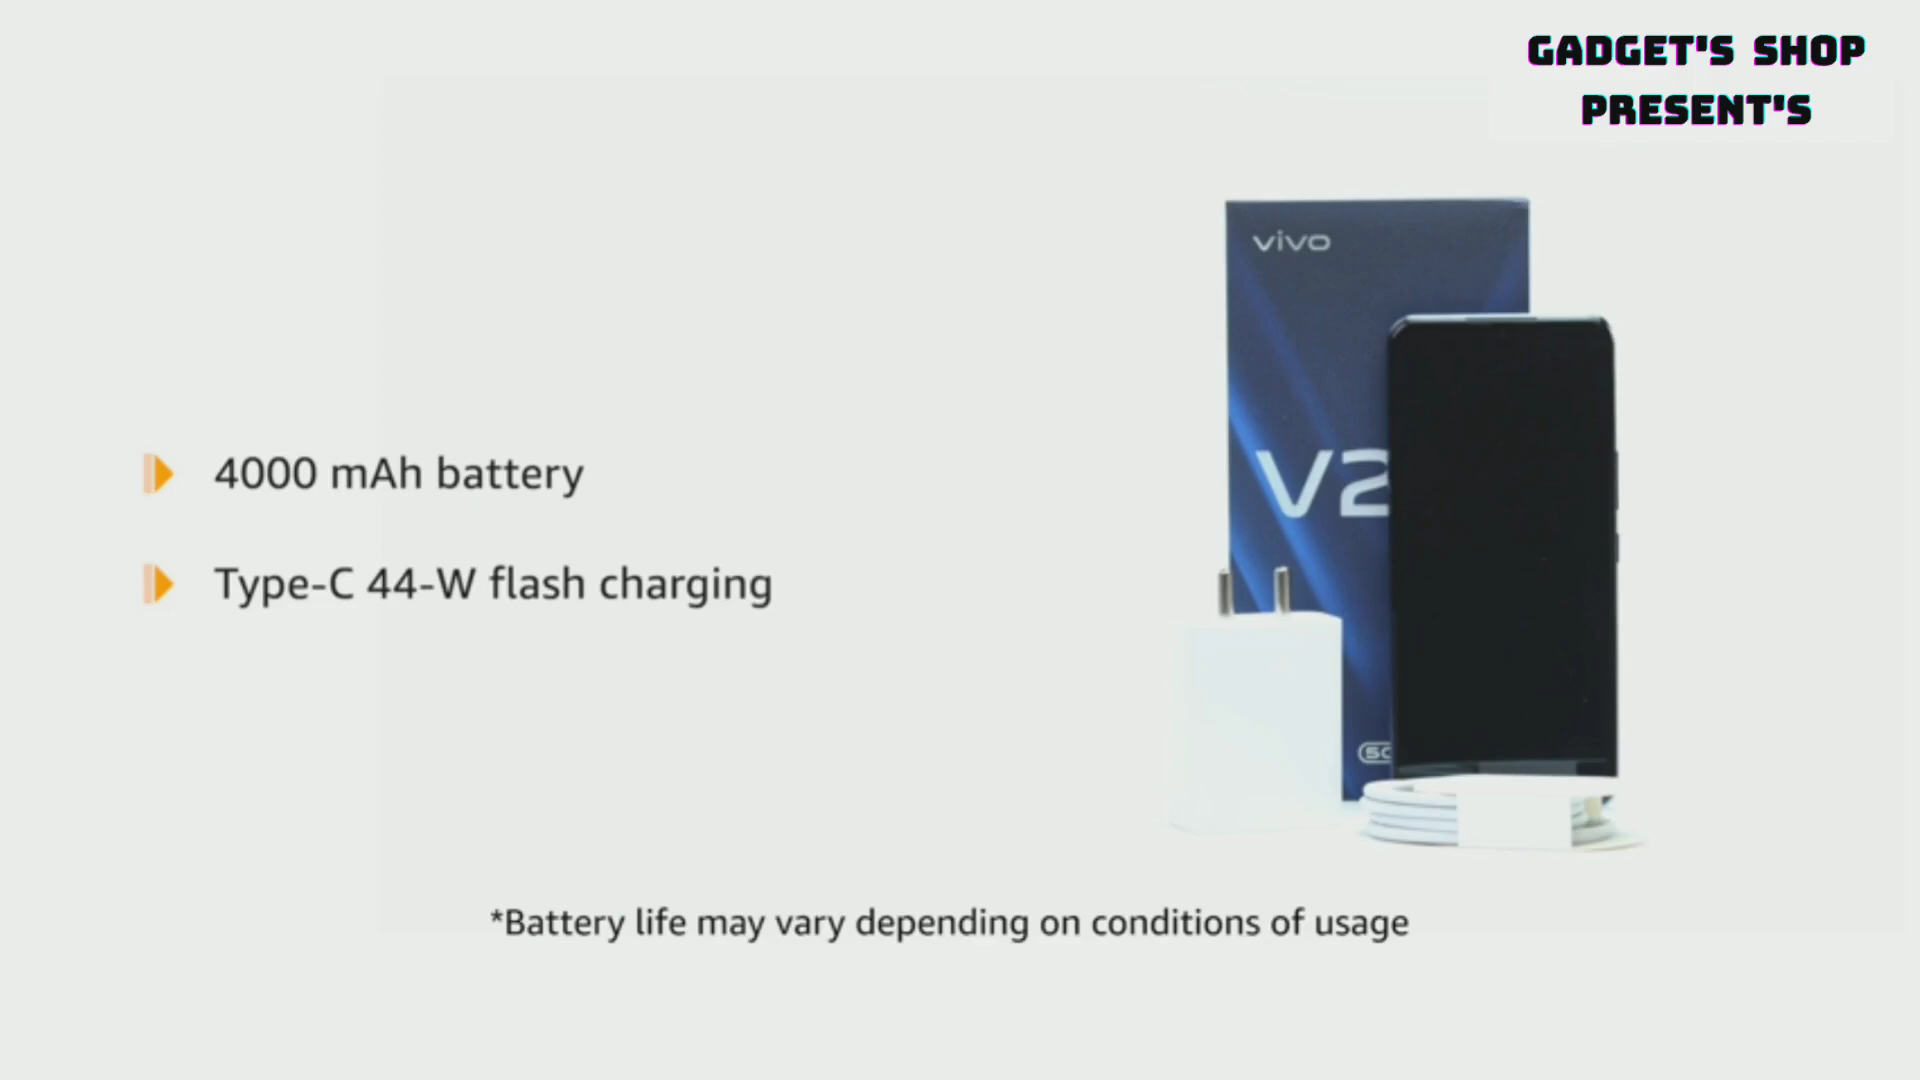 GADGET'S SHOP
PRESENT'S
vivo
V2
4000 mAh battery
Type-C 44-W flash charging
*Battery life may vary depending on conditions of usage